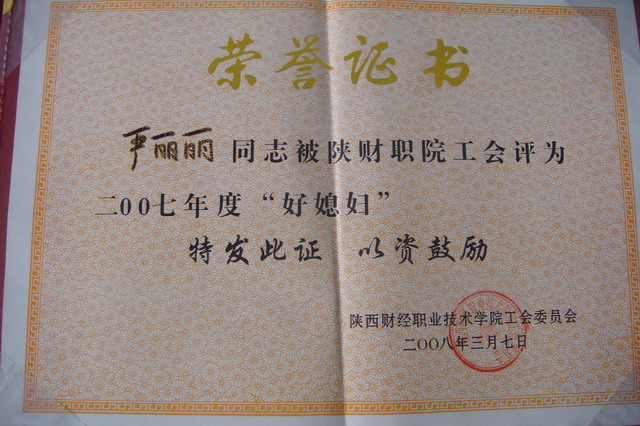 荣誉证书
严丽丽 同志被陕财职院工会评为
二00七年度“好媳妇”
特发此证 以资鼓励
陕西财经职业技术学院工会委员会
二00八年三月七日